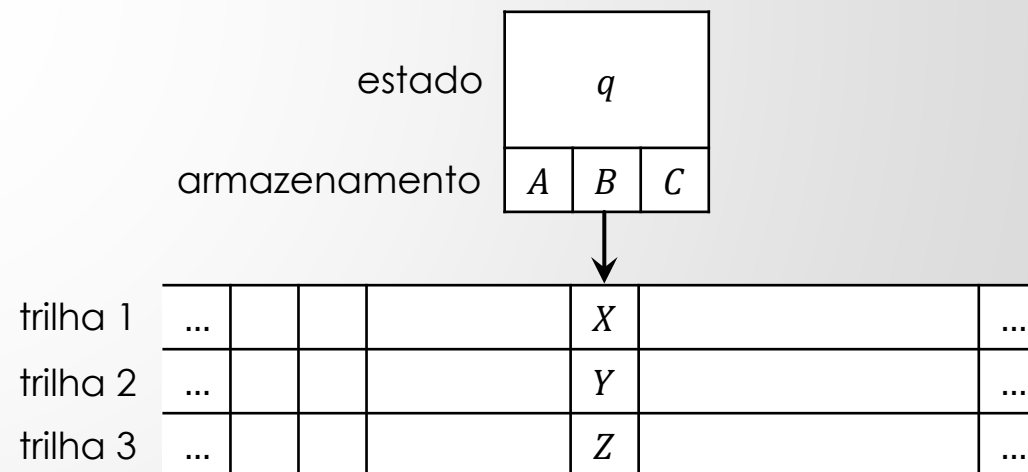 estado q
armazenamento A B C
trilha 1 ... X ...
trilha 2 ... Y ...
trilha 3 ... Z ...